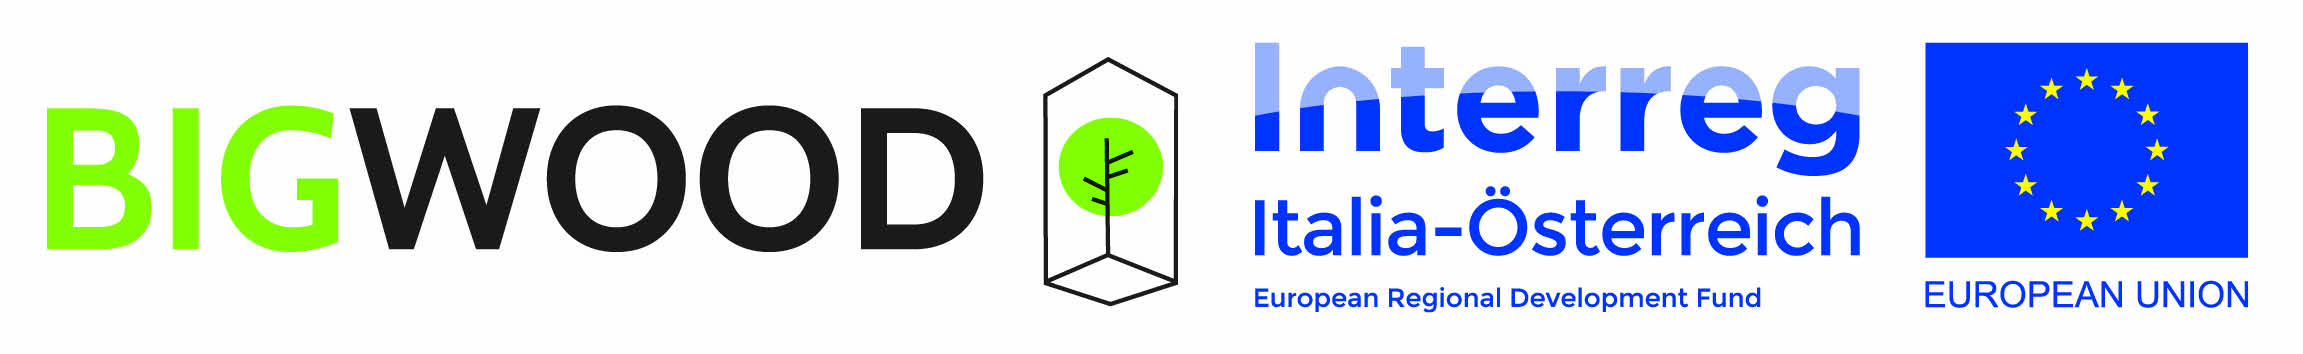 BIGWOOD
Interreg
Italia-Österreich
European Regional Development Fund
EUROPEAN UNION